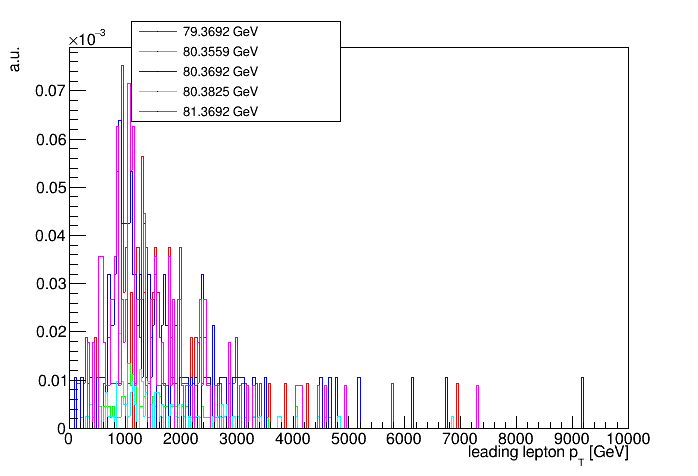 ×10⁻³
a.u.
79.3692 GeV
80.3559 GeV
80.3692 GeV
80.3825 GeV
81.3692 GeV
0.07
0.06
0.05
0.04
0.03
0.02
0.01
0
0 1000 2000 3000 4000 5000 6000 7000 8000 9000 10000
leading lepton p_T [GeV]